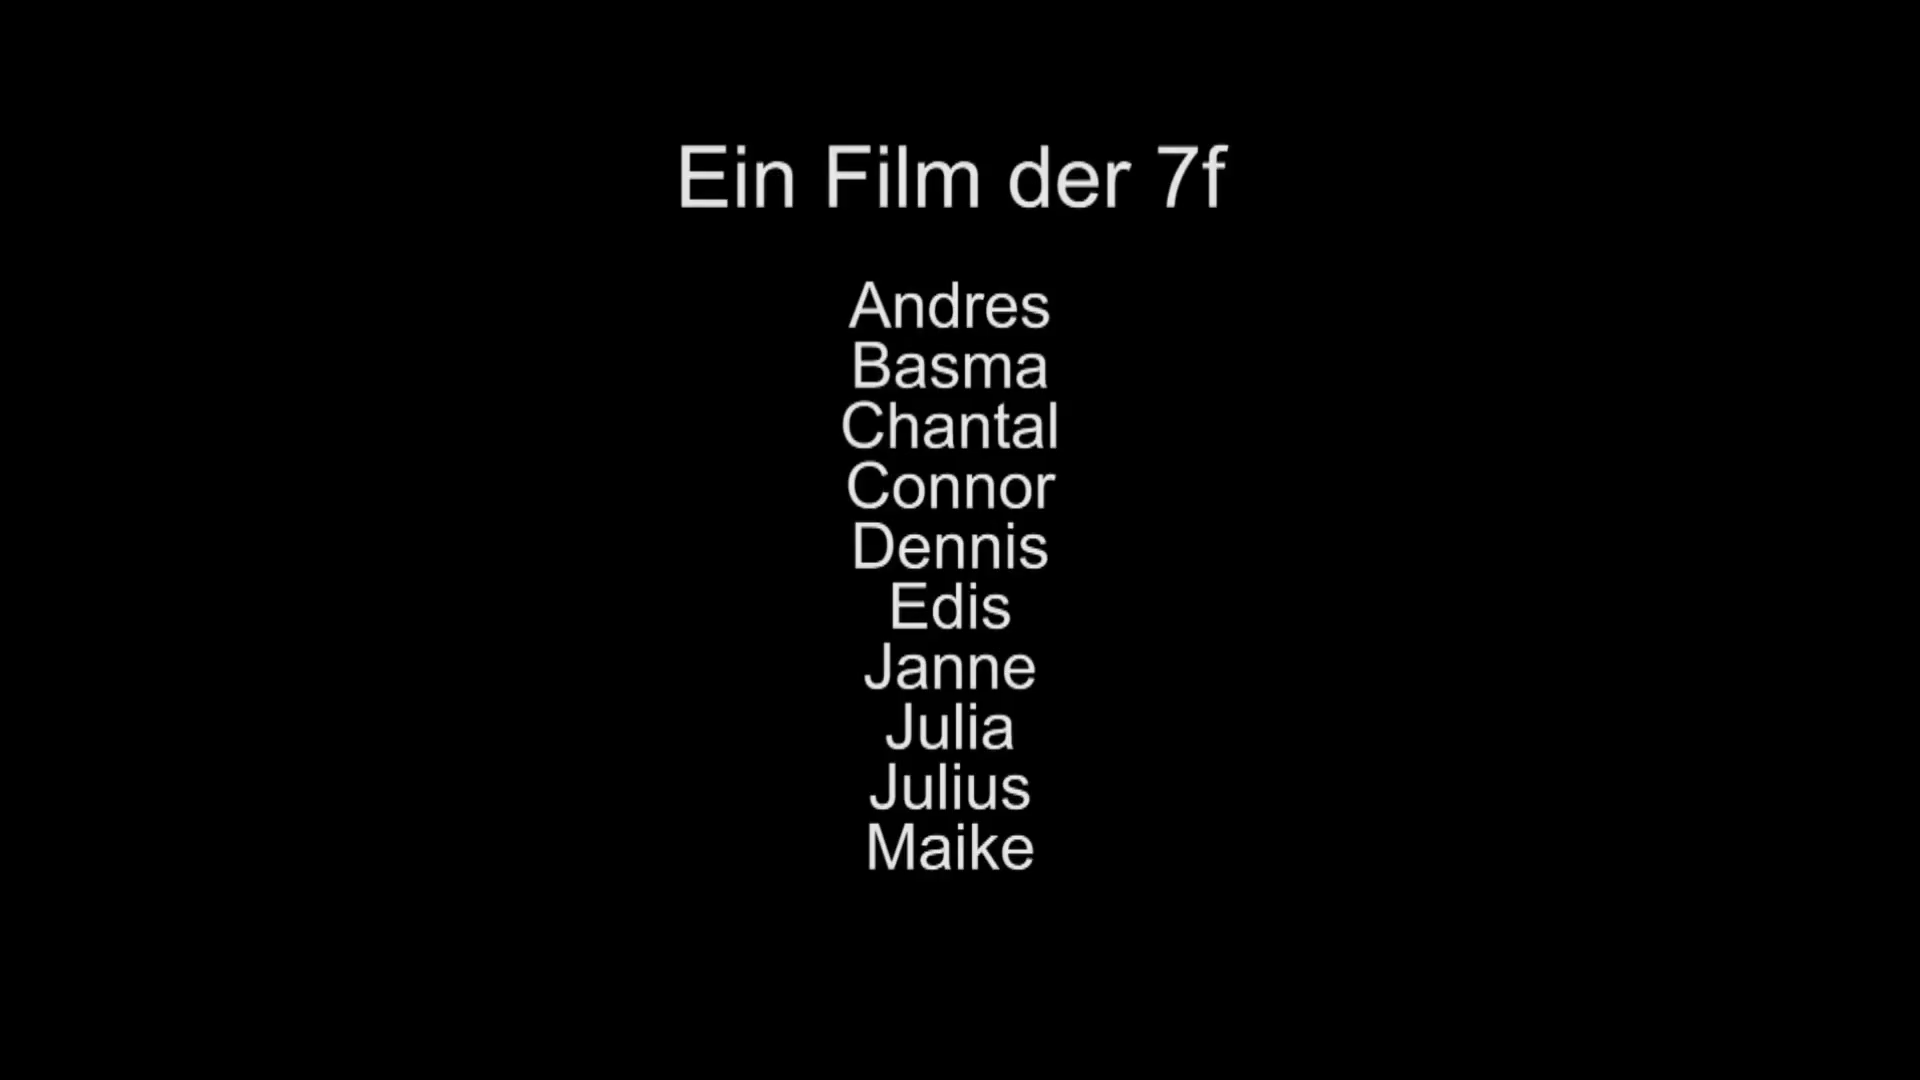 Ein Film der 7f
Andres
Basma
Chantal
Connor
Dennis
Edis
Janne
Julia
Julius
Maike